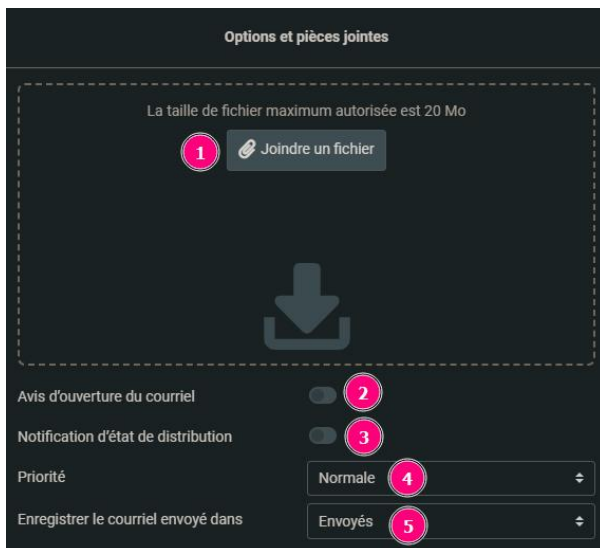 Options et pièces jointes
La taille de fichier maximum autorisée est 20 Mo
1 Joindre un fichier
Avis d'ouverture du courriel 2
Notification d'état de distribution 3
Priorité Normale 4
Enregistrer le courriel envoyé dans Envoyés 5